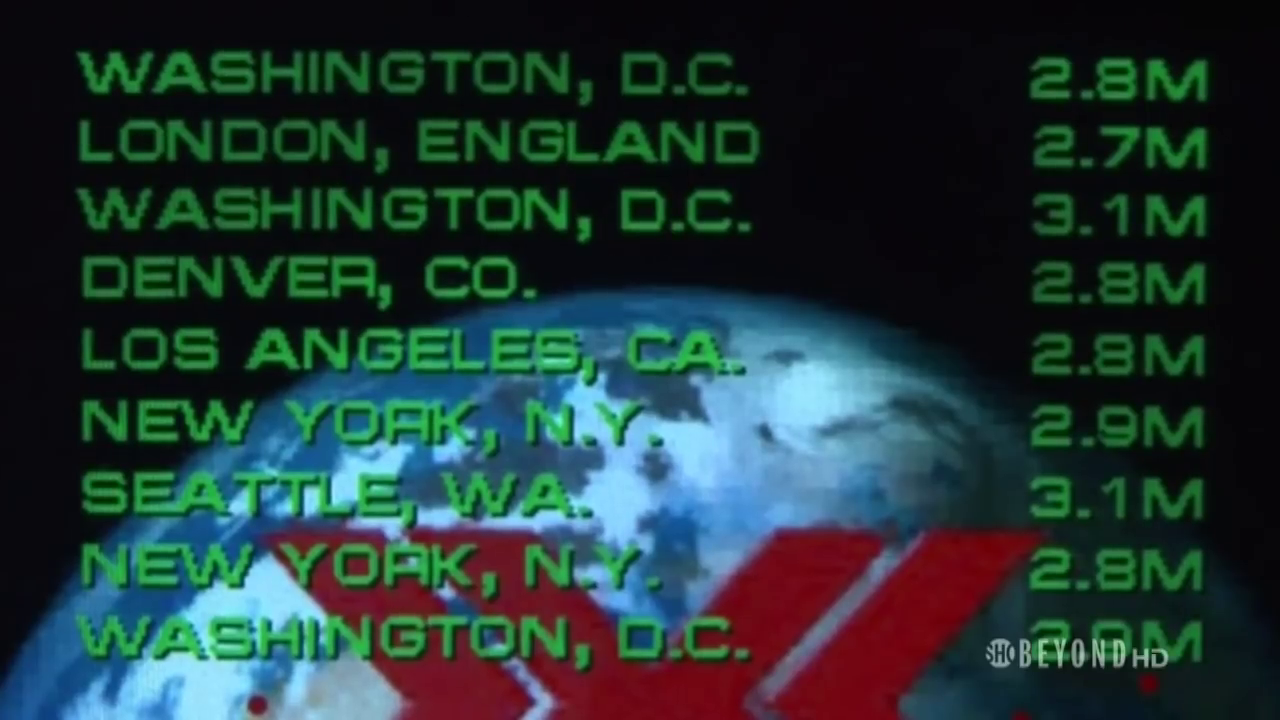 WASHINGTON, D.C. 2.8M
LONDON, ENGLAND 2.7M
WASHINGTON, D.C. 3.1M
DENVER, CO. 2.8M
LOS ANGELES, CA. 2.8M
NEW YORK, N.Y. 2.9M
SEATTLE, WA. 3.1M
NEW YORK, N.Y. 2.8M
WASHINGTON, D.C.
SHO BEYOND HD